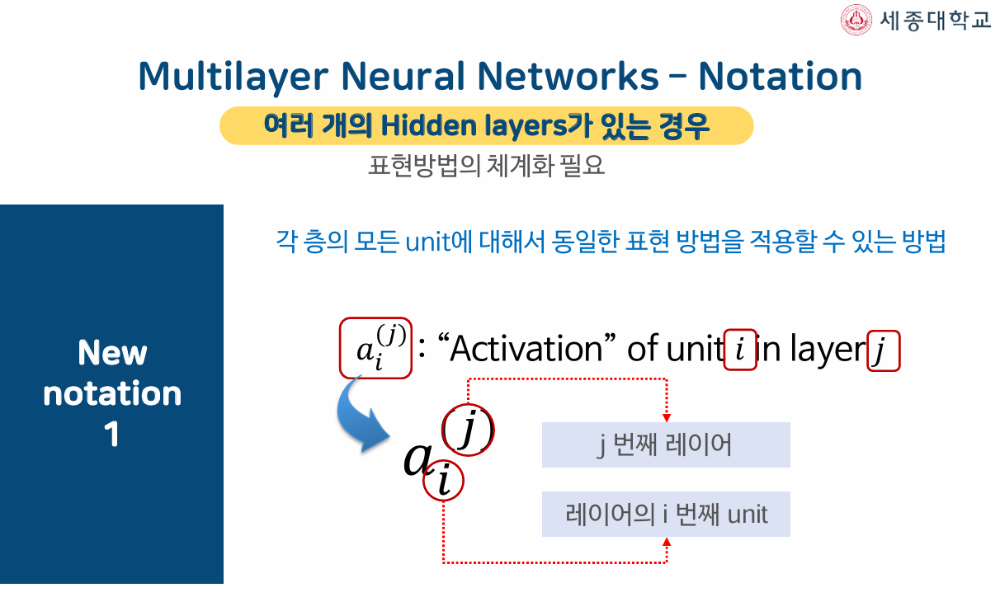 세종대학교
Multilayer Neural Networks – Notation
여러 개의 Hidden layers가 있는 경우
표현방법의 체계화 필요
각 층의 모든 unit에 대해서 동일한 표현 방법을 적용할 수 있는 방법
New
notation
1
a_i^{(j)} : “Activation” of unit i in layer j
a_i^{(j)}
j 번째 레이어
레이어의 i 번째 unit